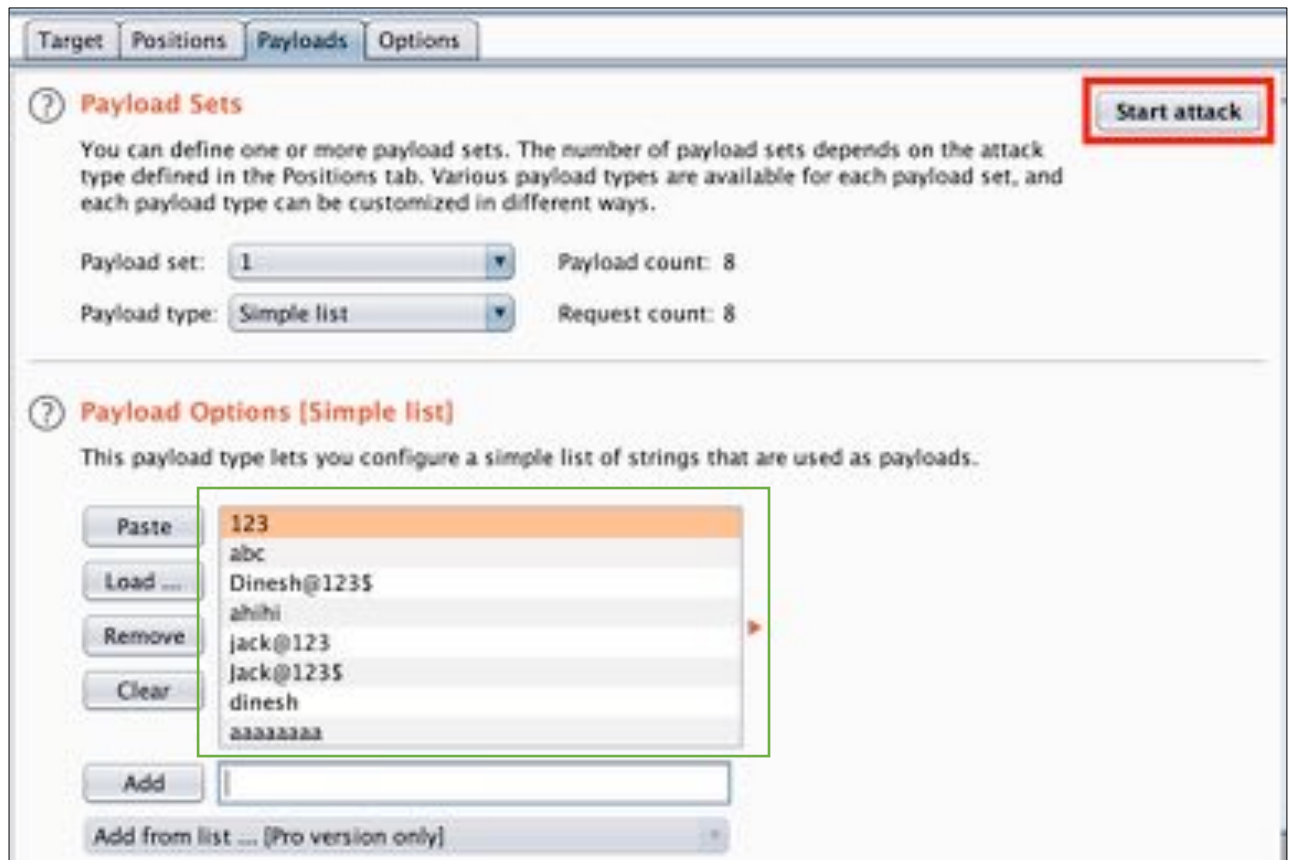 Target Positions Payloads Options
? Payload Sets
Start attack
You can define one or more payload sets. The number of payload sets depends on the attack
type defined in the Positions tab. Various payload types are available for each payload set, and
each payload type can be customized in different ways.
Payload set: 1 Payload count: 8
Payload type: Simple list Request count: 8
? Payload Options [Simple list]
This payload type lets you configure a simple list of strings that are used as payloads.
Paste
Load ...
Remove
Clear
123
abc
Dinesh@123$
ahihi
jack@123
Jack@123$
dinesh
aaaaaaaa
Add
Add from list ... [Pro version only]